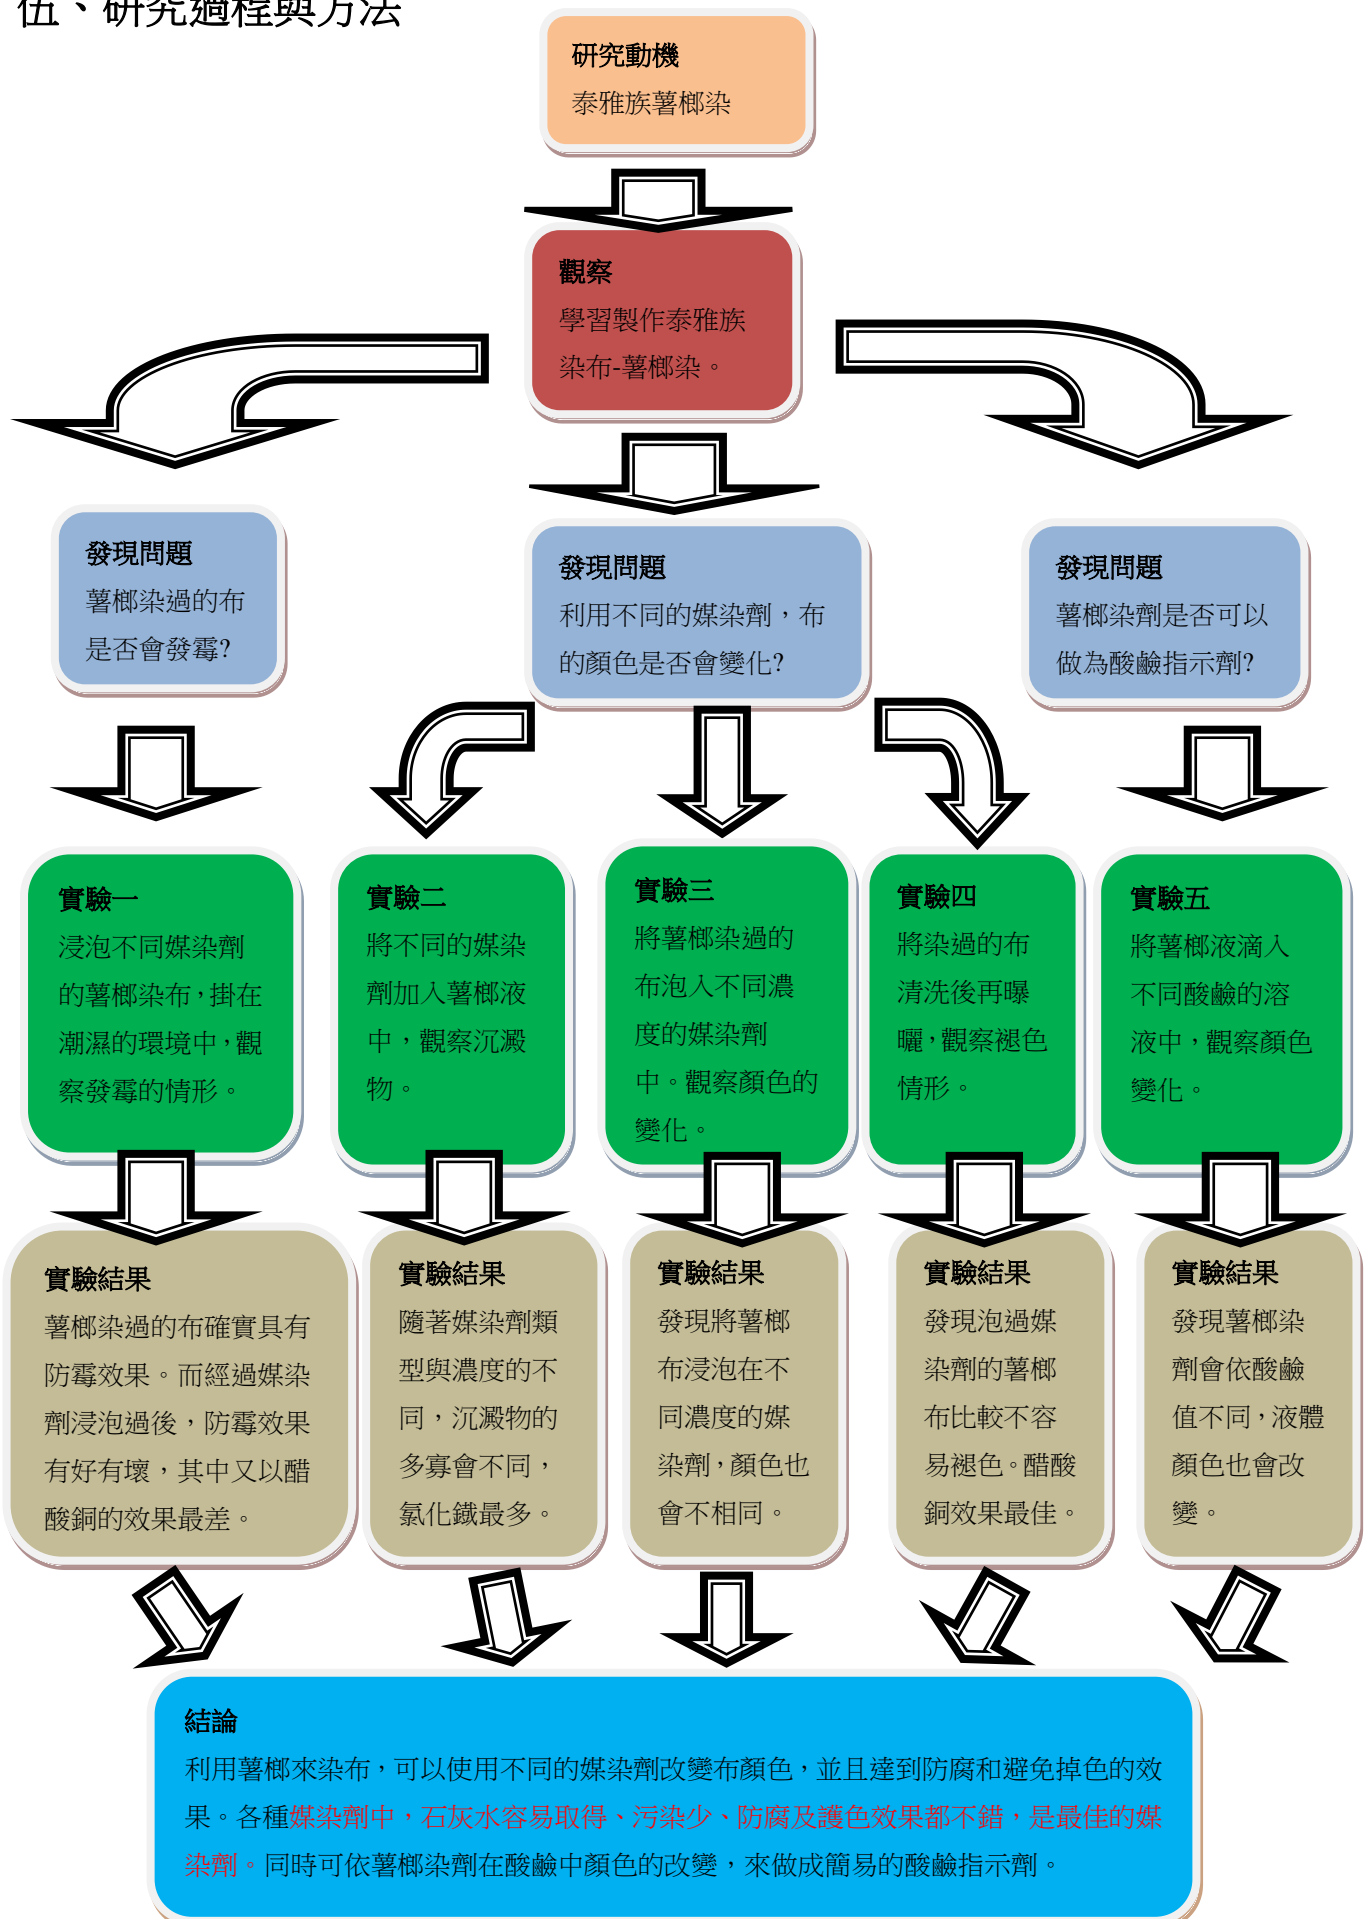 伍、研究過程與方法
研究動機
泰雅族薯榔染
觀察
學習製作泰雅族
染布-薯榔染。
發現問題
薯榔染過的布
是否會發霉?
發現問題
利用不同的媒染劑，布
的顏色是否會變化?
發現問題
薯榔染劑是否可以
做為酸鹼指示劑?
實驗一
浸泡不同媒染劑
的薯榔染布，掛在
潮濕的環境中，觀
察發霉的情形。
實驗二
將不同的媒染
劑加入薯榔液
中，觀察沉澱
物。
實驗三
將薯榔染過的
布泡入不同濃
度的媒染劑
中。觀察顏色的
變化。
實驗四
將染過的布
清洗後再曝
曬，觀察褪色
情形。
實驗五
將薯榔液滴入
不同酸鹼的溶
液中，觀察顏色
變化。
實驗結果
薯榔染過的布確實具有
防霉效果。而經過媒染
劑浸泡過後，防霉效果
有好有壞，其中又以醋
酸銅的效果最差。
實驗結果
隨著媒染劑類
型與濃度的不
同，沉澱物的
多寡會不同，
氯化鐵最多。
實驗結果
發現將薯榔
布浸泡在不
同濃度的媒
染劑，顏色也
會不相同。
實驗結果
發現泡過媒
染劑的薯榔
布比較不容
易褪色。醋酸
銅效果最佳。
實驗結果
發現薯榔染
劑會依酸鹼
值不同，液體
顏色也會改
變。
結論
利用薯榔來染布，可以使用不同的媒染劑改變布顏色，並且達到防腐和避免掉色的效
果。各種媒染劑中，石灰水容易取得、污染少、防腐及護色效果都不錯，是最佳的媒
染劑。同時可依薯榔染劑在酸鹼中顏色的改變，來做成簡易的酸鹼指示劑。